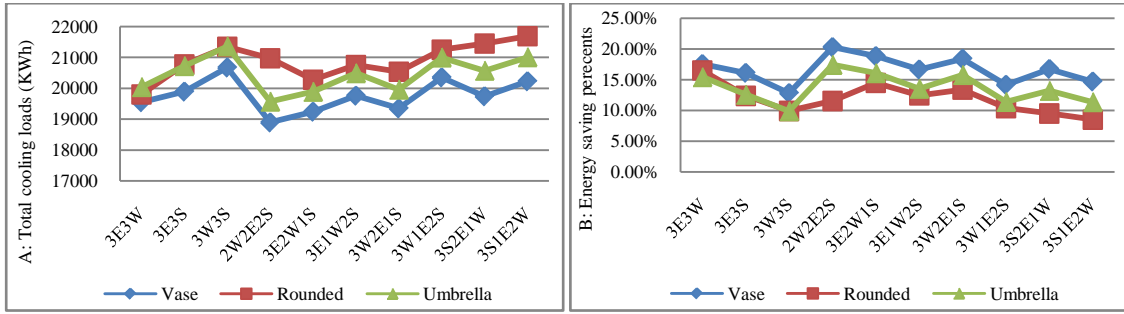 A: Total cooling loads (KWh)
22000
21000
20000
19000
18000
17000
3E3W
3E3S
3W3S
2W2E2S
3E2W1S
3E1W2S
3W2E1S
3W1E2S
3S2E1W
3S1E2W
Vase
Rounded
Umbrella
B: Energy saving perecents
25.00%
20.00%
15.00%
10.00%
5.00%
0.00%
3E3W
3E3S
3W3S
2W2E2S
3E2W1S
3E1W2S
3W2E1S
3W1E2S
3S2E1W
3S1E2W
Vase
Rounded
Umbrella